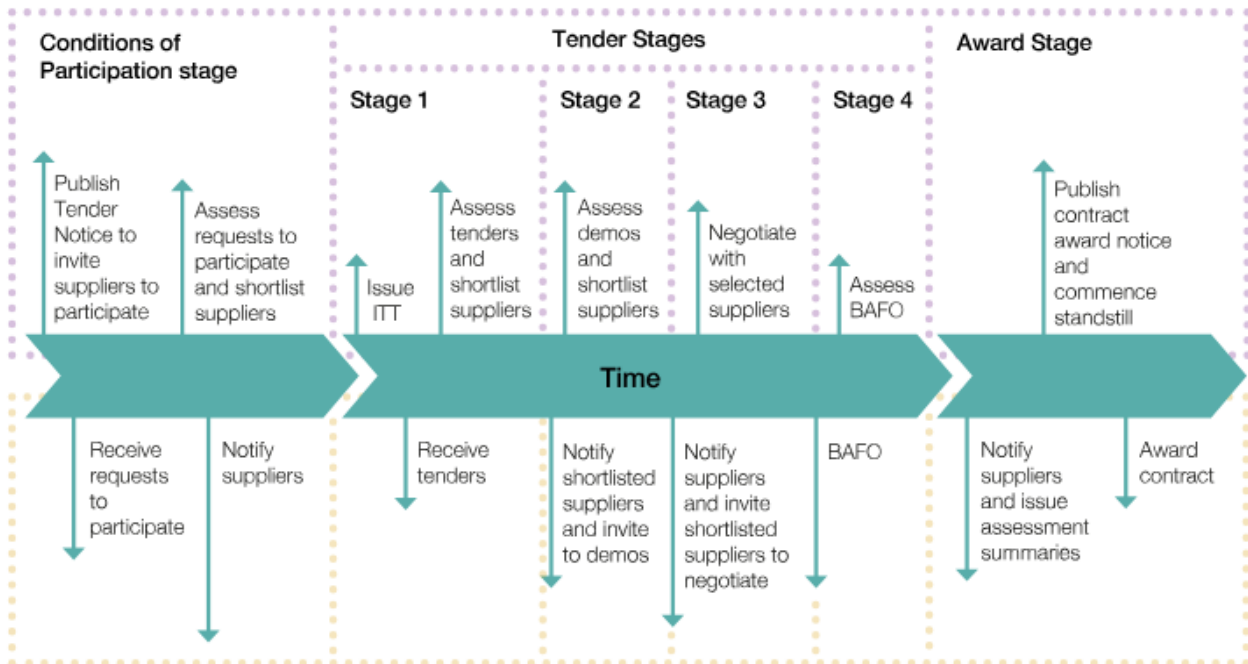 Conditions of
Participation stage
Tender Stages
Award Stage
Stage 1
Stage 2
Stage 3
Stage 4
Publish
Tender
Notice to
invite
suppliers to
participate
Assess
requests to
participate
and shortlist
suppliers
Issue
ITT
Assess
tenders
and
shortlist
suppliers
Assess
demos
and
shortlist
suppliers
Negotiate
with
selected
suppliers
Assess
BAFO
Publish
contract
award notice
and
commence
standstill
Time
Receive
requests
to
participate
Notify
suppliers
Receive
tenders
Notify
shortlisted
suppliers
and invite
to demos
Notify
suppliers
and invite
shortlisted
suppliers to
negotiate
BAFO
Notify
suppliers
and issue
assessment
summaries
Award
contract